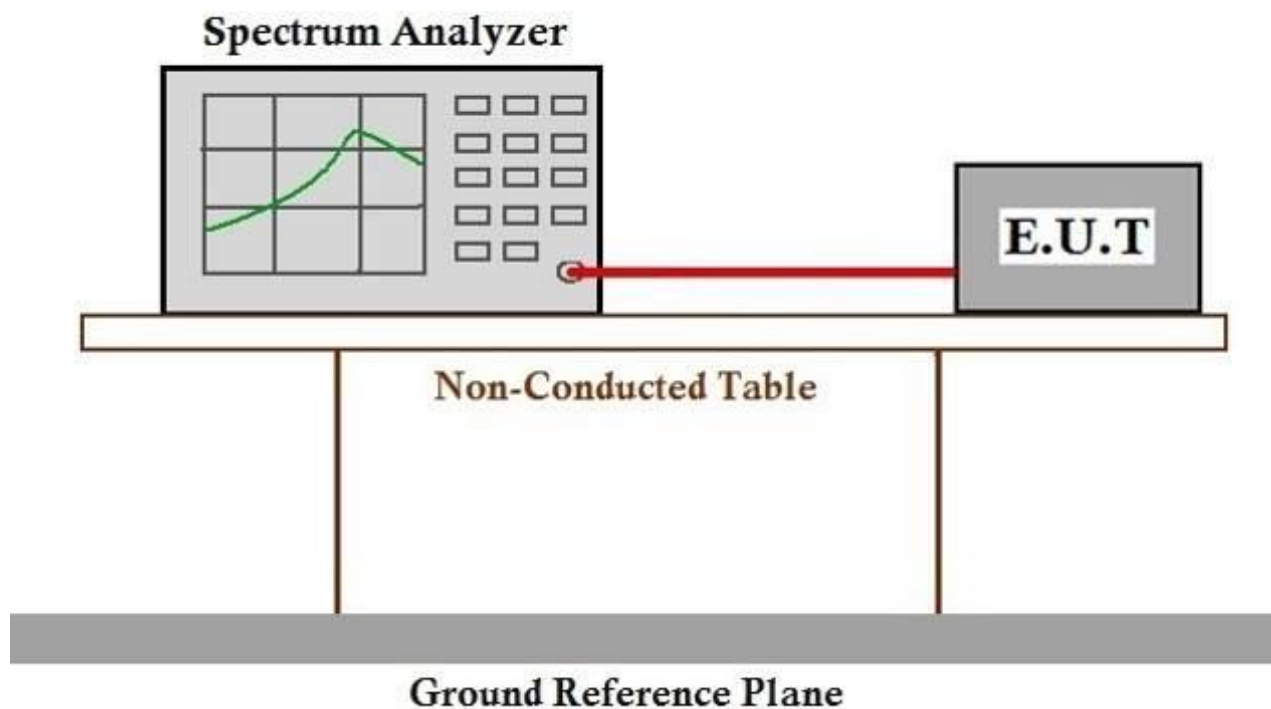 Spectrum Analyzer
E.U.T
Non-Conducted Table
Ground Reference Plane